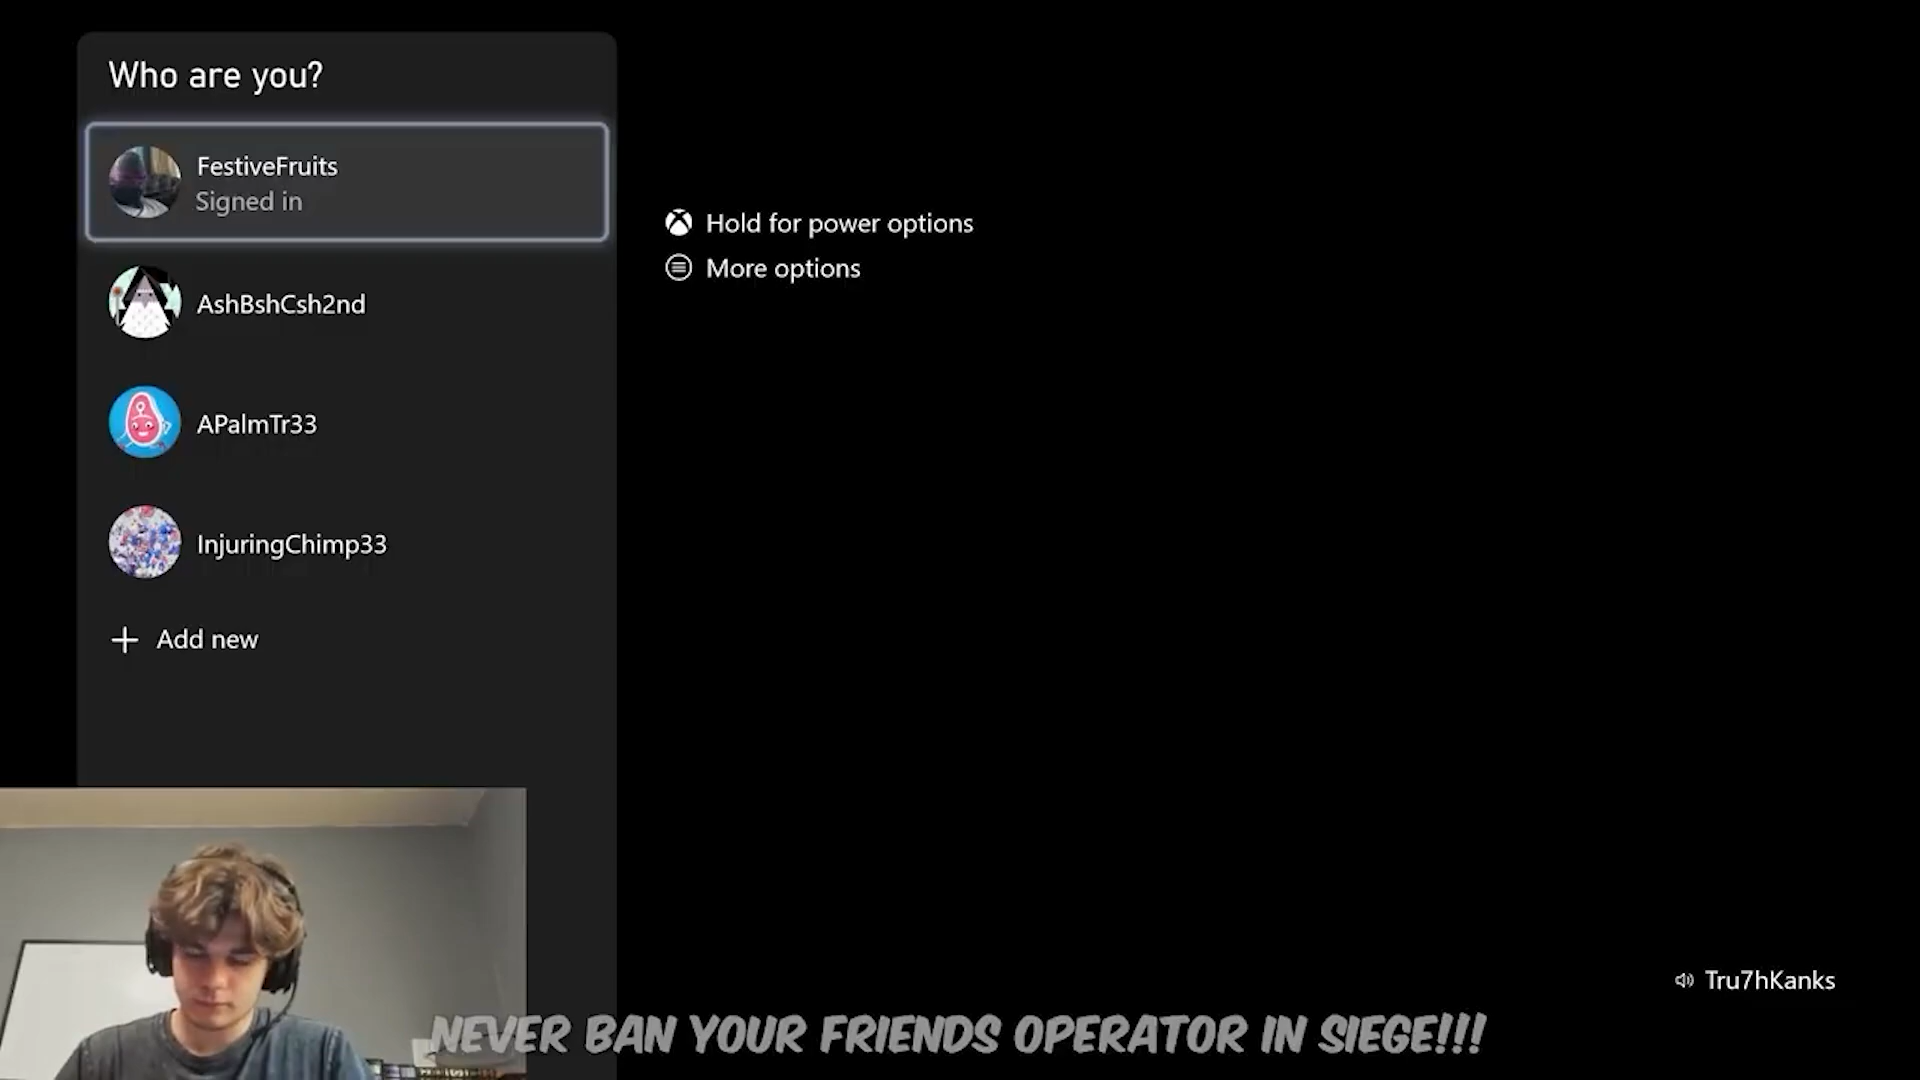 Who are you?
FestiveFruits
Signed in
AshBshCsh2nd
APalmTr33
InjuringChimp33
Add new
Hold for power options
More options
Tru7hKanks
NEVER BAN YOUR FRIENDS OPERATOR IN SIEGE!!!